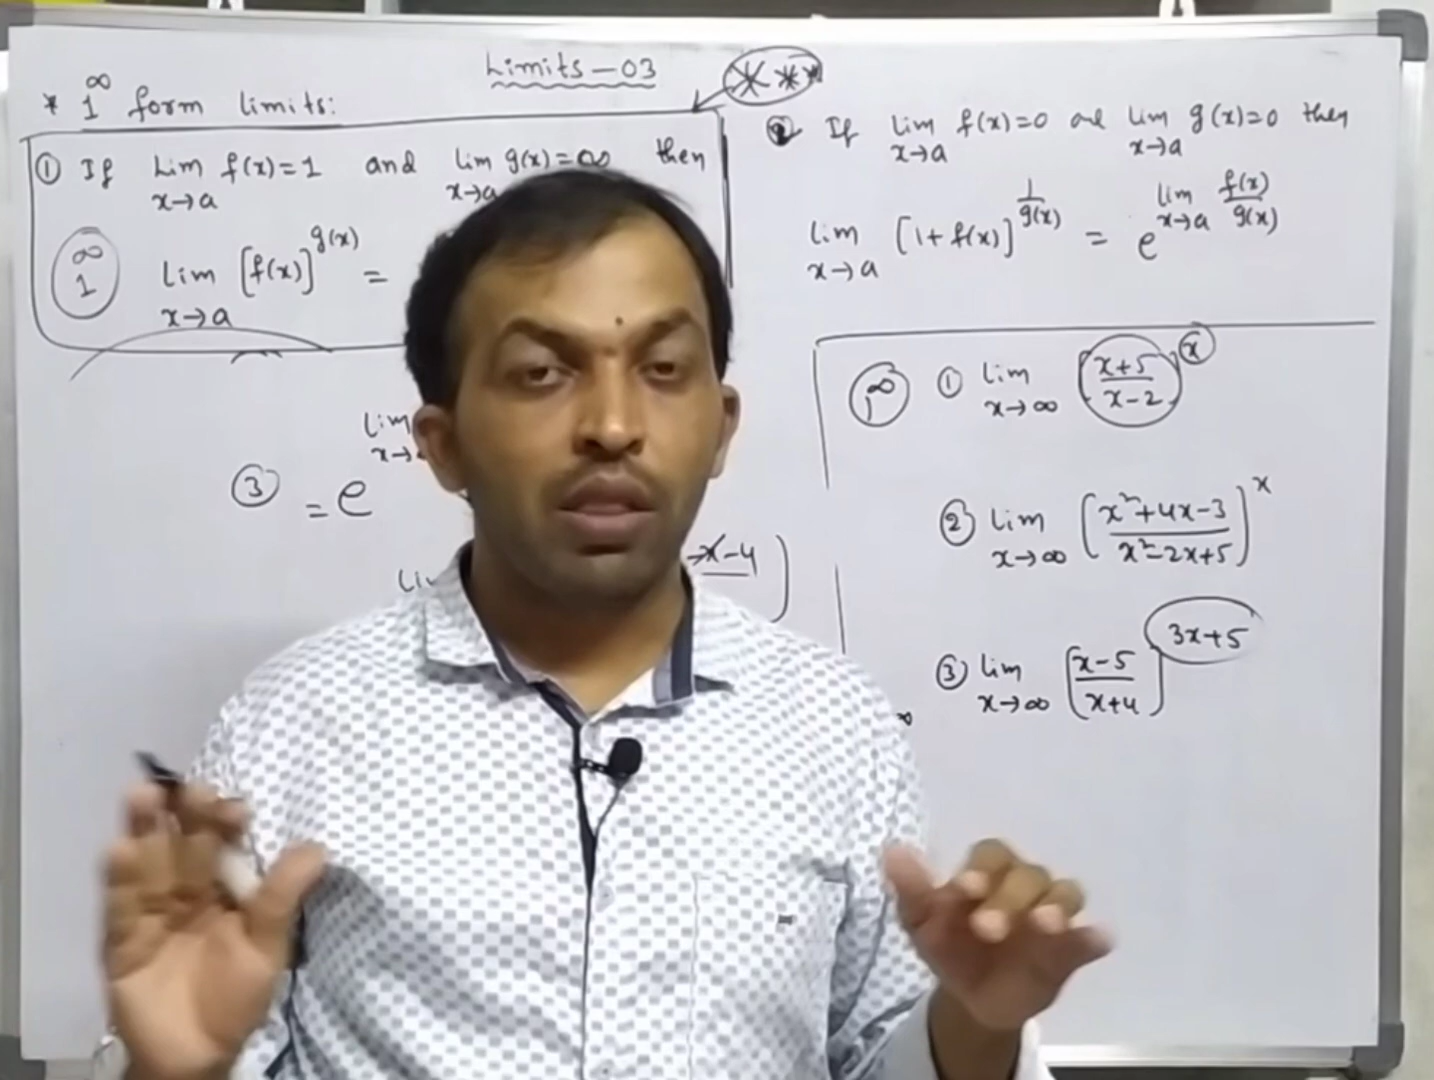 Limits-03
* 1^∞ form limits:
***
① If Lim x→a f(x)=1 and Lim x→a g(x)=∞ then
1^∞ Lim x→a [f(x)]^g(x) =
lim x→
③ = e
-x-4 )
2 If lim x→a f(x)=0 and lim x→a g(x)=0 then
lim x→a [1+f(x)]^1/g(x) = e^lim x→a f(x)/g(x)
1^∞ ① lim x→∞ [x+5/x-2]^x
② lim x→∞ (x²+4x-3/x²-2x+5)^x
③ lim x→∞ [x-5/x+4]^3x+5
∞